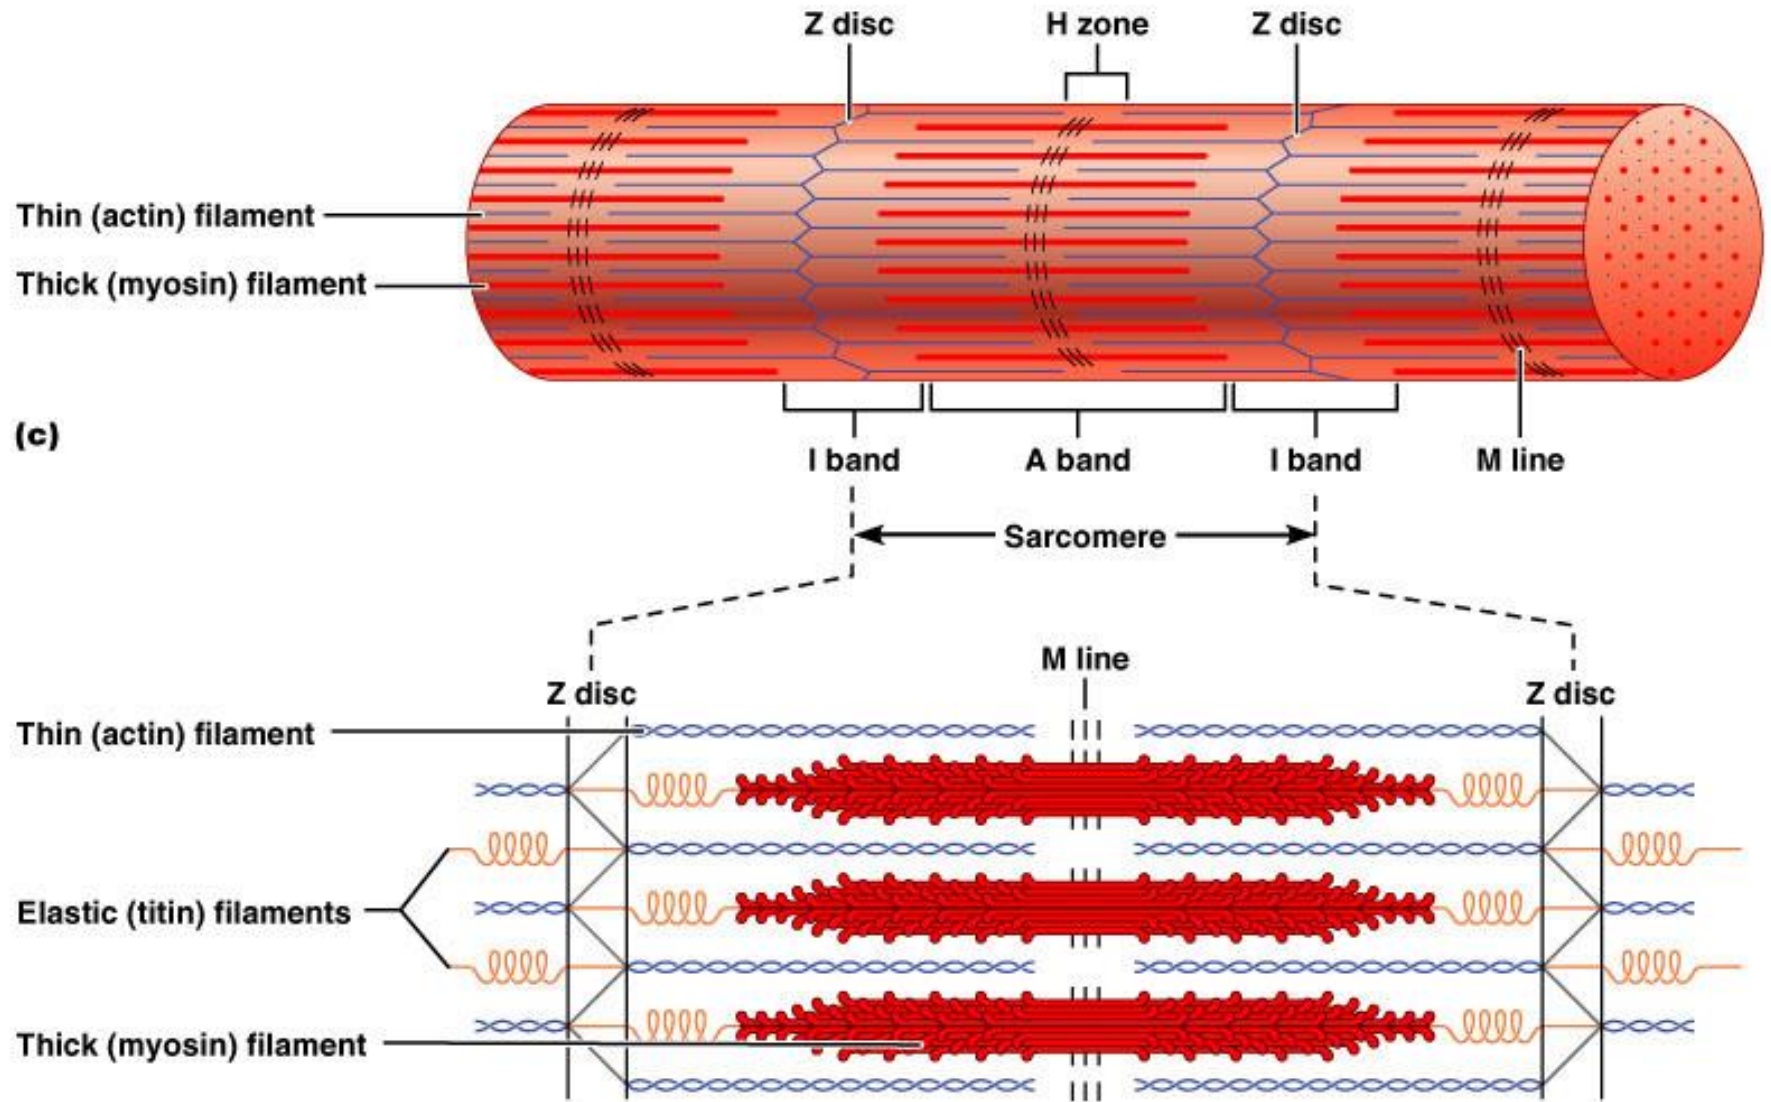 Z disc
H zone
Z disc
Thin (actin) filament
Thick (myosin) filament
(c)
I band
A band
I band
M line
Sarcomere
M line
Z disc
Z disc
Thin (actin) filament
Elastic (titin) filaments
Thick (myosin) filament